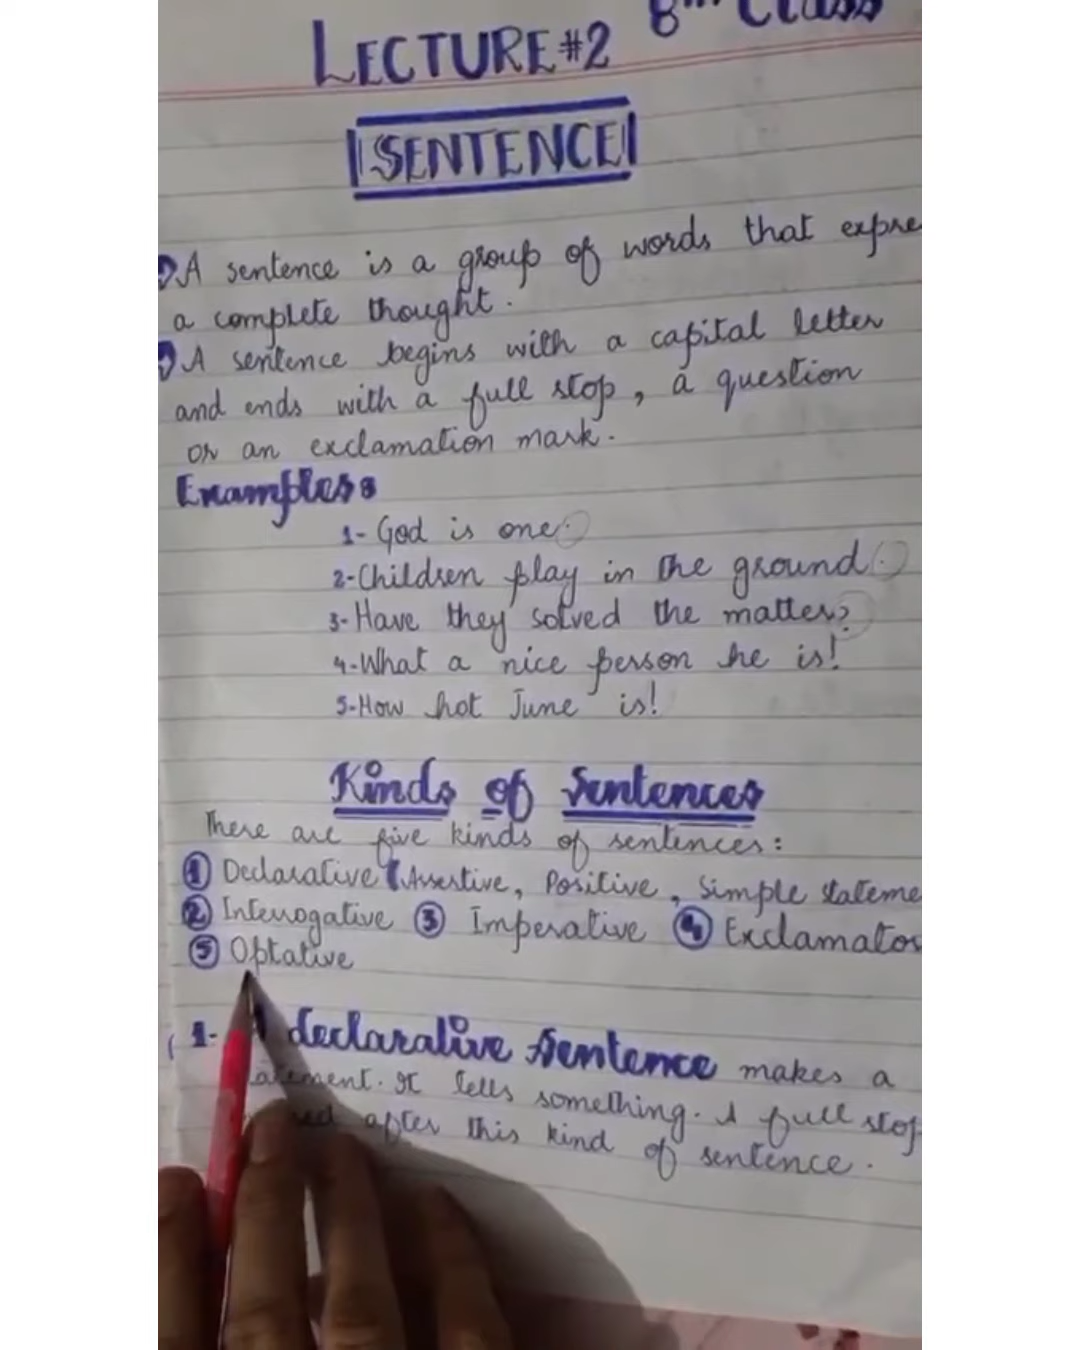 8th Class
LECTURE#2
SENTENCE
A sentence is a group of words that expre
a complete thought.
A sentence begins with a capital letter
and ends with a full stop, a question
or an exclamation mark.
Examples:
1- God is one.
2- Children play in the ground.
3- Have they solved the matter?
4- What a nice person he is!
5- How hot June is!
Kinds of Sentences
There are five kinds of sentences:
① Declarative (Assertive, Positive, Simple stateme
② Interrogative ③ Imperative ④ Exclamato
⑤ Optative
1- A declarative Sentence makes a
atement. It tells something. A full stop
after this kind of sentence.